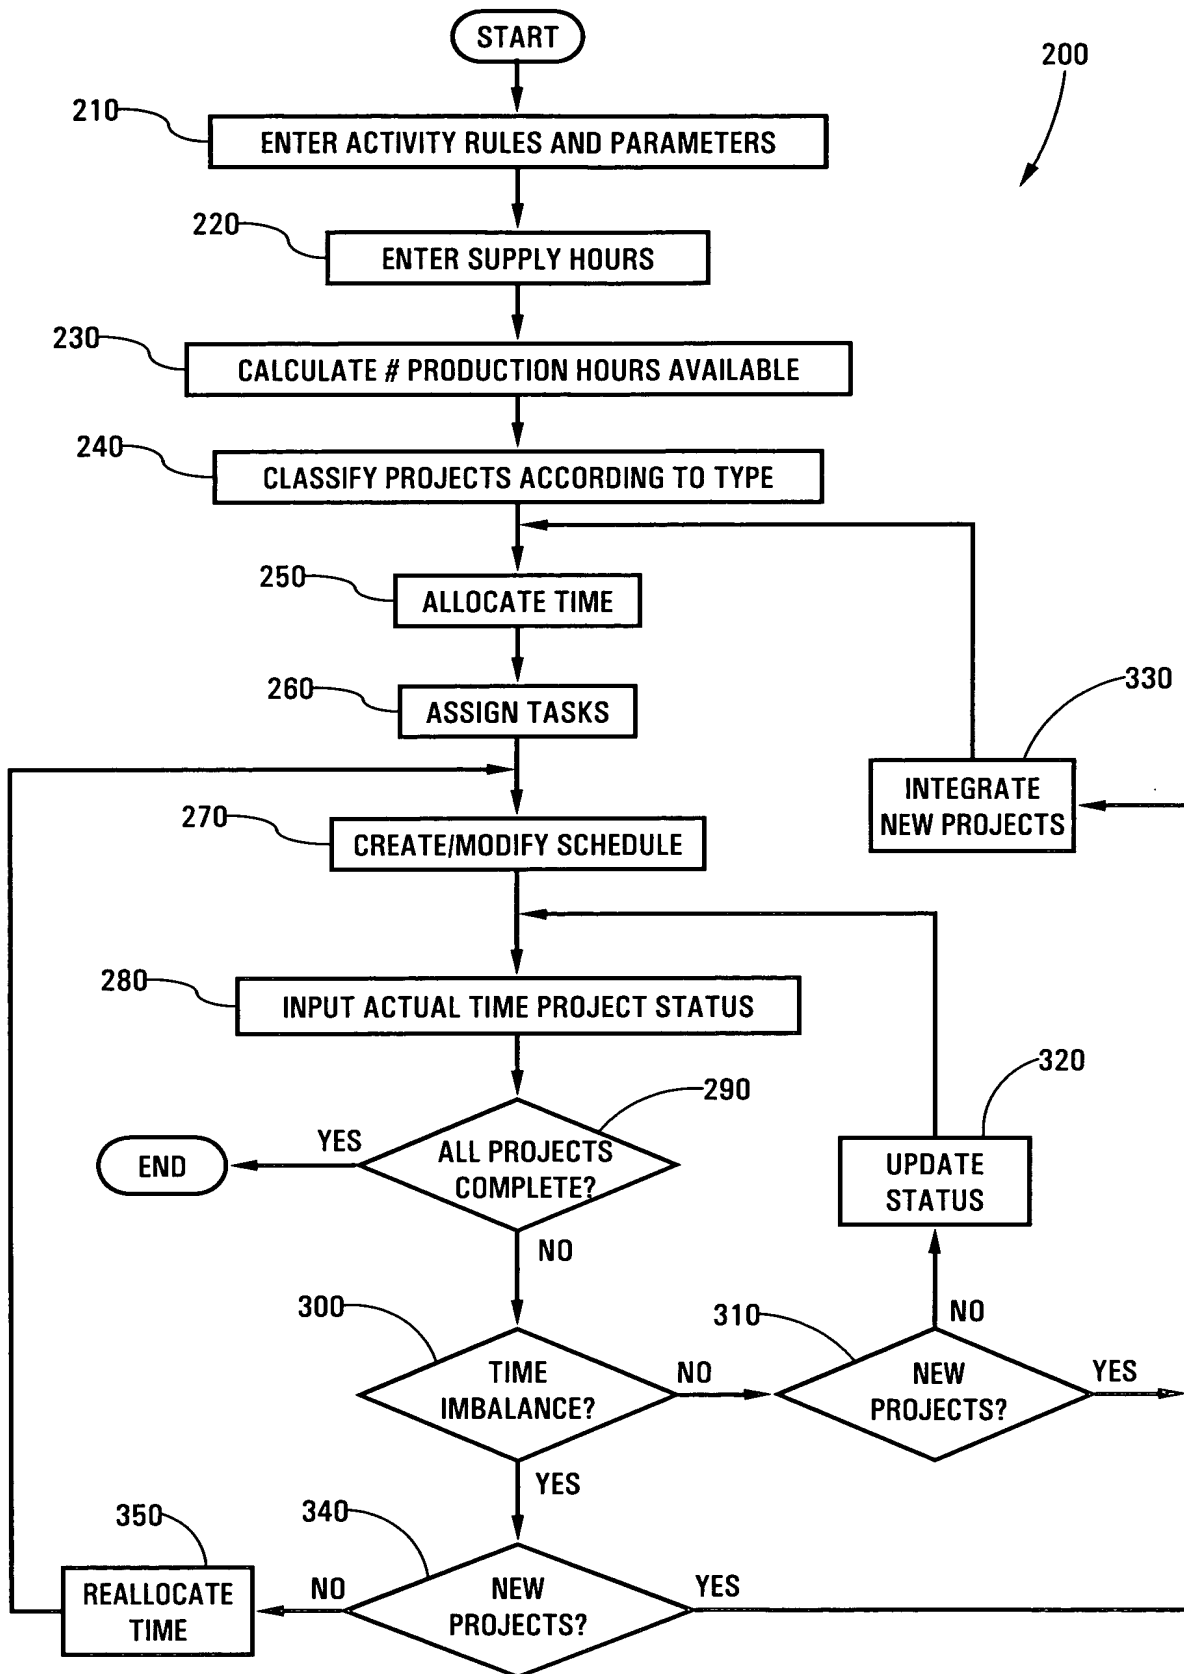 START
200
210
ENTER ACTIVITY RULES AND PARAMETERS
220
ENTER SUPPLY HOURS
230
CALCULATE # PRODUCTION HOURS AVAILABLE
240
CLASSIFY PROJECTS ACCORDING TO TYPE
250
ALLOCATE TIME
260
ASSIGN TASKS
330
INTEGRATE
NEW PROJECTS
270
CREATE/MODIFY SCHEDULE
280
INPUT ACTUAL TIME PROJECT STATUS
290
320
YES
END
ALL PROJECTS
COMPLETE?
UPDATE
STATUS
NO
300
310
NO
TIME
IMBALANCE?
NO
NEW
PROJECTS?
YES
YES
350
340
REALLOCATE
TIME
NO
NEW
PROJECTS?
YES